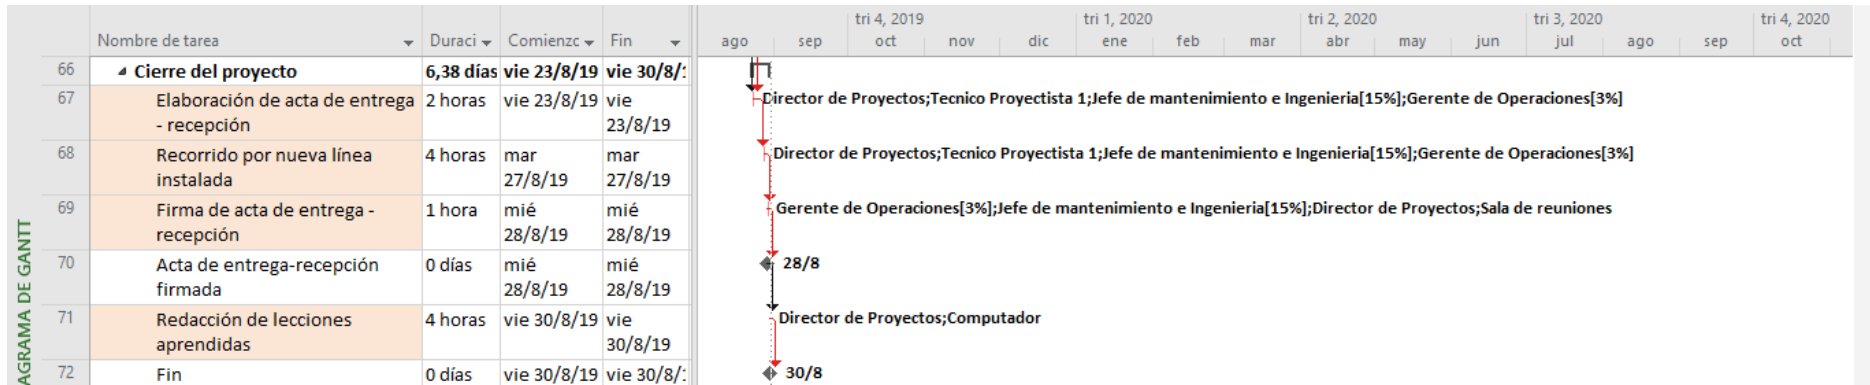 tri 4, 2019 tri 1, 2020 tri 2, 2020 tri 3, 2020 tri 4, 2020
Nombre de tarea Duraci Comienzc Fin ago sep oct nov dic ene feb mar abr may jun jul ago sep oct
66 Cierre del proyecto 6,38 días vie 23/8/19 vie 30/8/1
67 Elaboración de acta de entrega 2 horas vie 23/8/19 vie Director de Proyectos;Tecnico Proyectista 1;Jefe de mantenimiento e Ingenieria[15%];Gerente de Operaciones[3%]
- recepción 23/8/19
68 Recorrido por nueva línea 4 horas mar mar Director de Proyectos;Tecnico Proyectista 1;Jefe de mantenimiento e Ingenieria[15%];Gerente de Operaciones[3%]
instalada 27/8/19 27/8/19
69 Firma de acta de entrega - 1 hora mié mié Gerente de Operaciones[3%];Jefe de mantenimiento e Ingenieria[15%];Director de Proyectos;Sala de reuniones
recepción 28/8/19 28/8/19
70 Acta de entrega-recepción 0 días mié mié 28/8
firmada 28/8/19 28/8/19
71 Redacción de lecciones 4 horas vie 30/8/19 vie Director de Proyectos;Computador
aprendidas 30/8/19
72 Fin 0 días vie 30/8/19 vie 30/8/1 30/8
AGRAMA DE GANTT